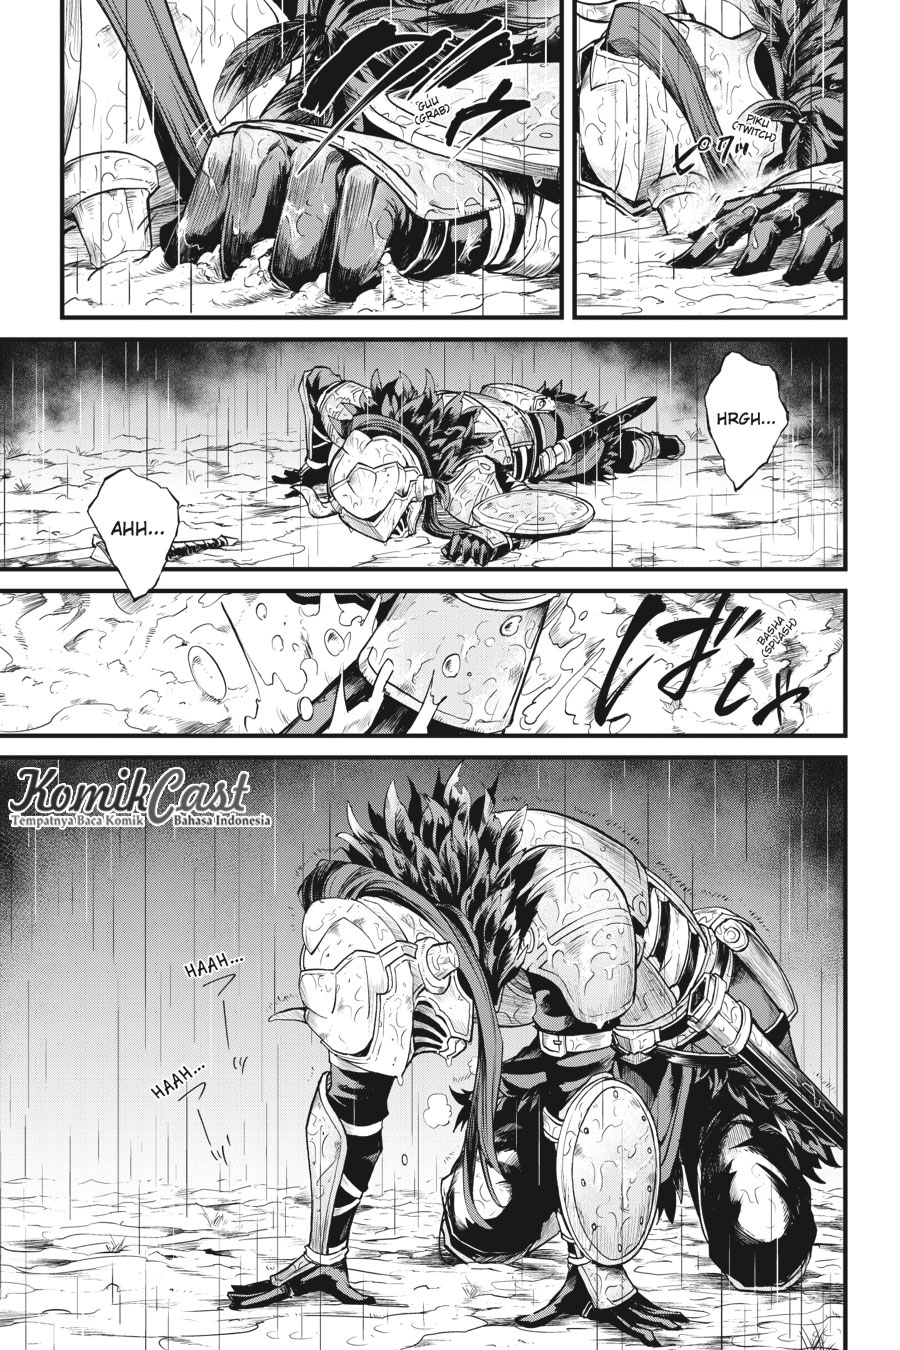 PIKU
(TWITCH)
ピクッ
GUU
(GRAB)
グッ
HRGH...
AHH...
BASHA
(SPLASH)
ばしゃ
KomikCast
Tempatnya Baca Komik Bahasa Indonesia
HAAH...
HAAH...